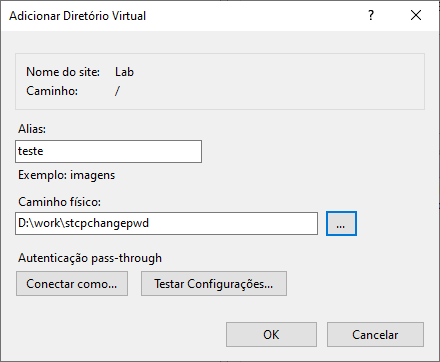 Adicionar Diretório Virtual
Nome do site: Lab
Caminho: /
Alias:
teste
Exemplo: imagens
Caminho físico:
D:\work\stcpchangepwd
...
Autenticação pass-through
Conectar como...
Testar Configurações...
OK
Cancelar